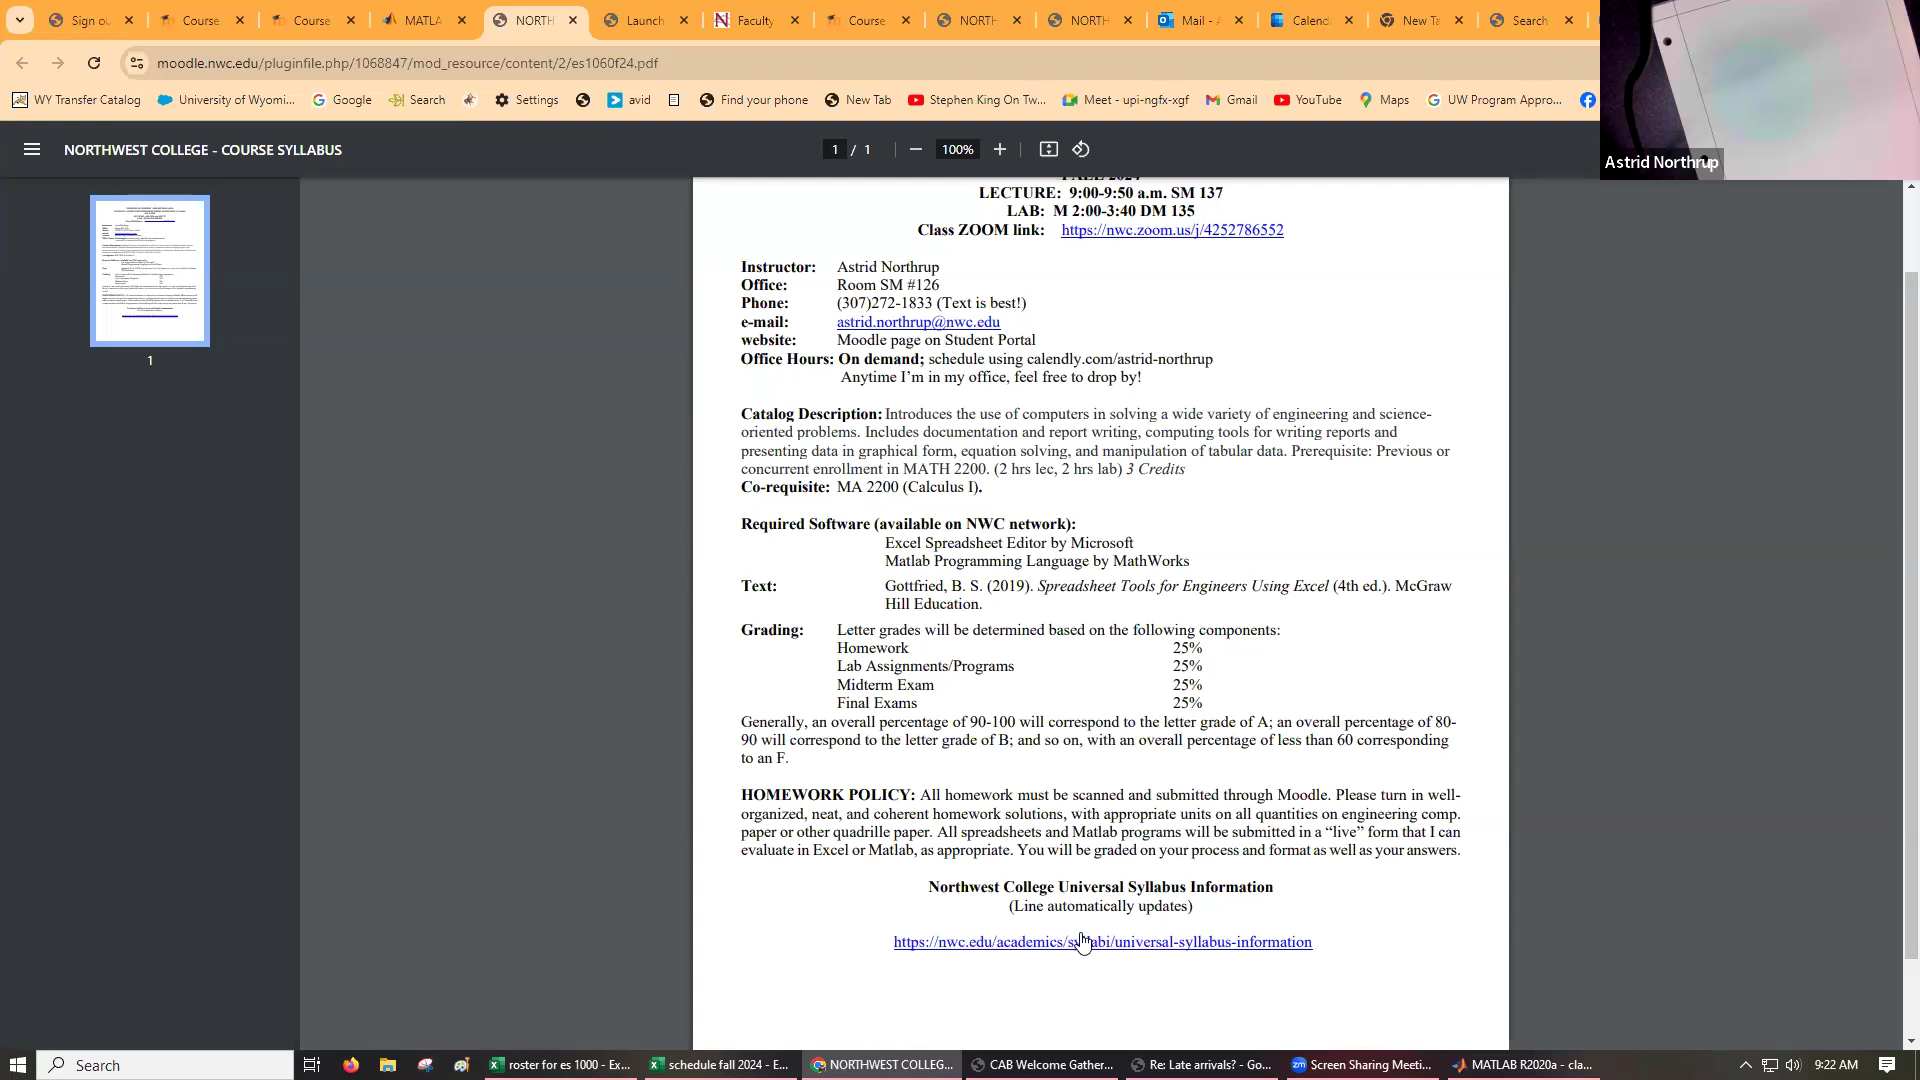 Sign ou
Course
Course
MATLA
NORTH
Launch
Faculty
Course
NORTH
NORTH
Mail - A
Calend
New Ta
Search
moodle.nwc.edu/pluginfile.php/1068847/mod_resource/content/2/es1060f24.pdf
WY Transfer Catalog
University of Wyomi...
Google
Search
Settings
avid
Find your phone
New Tab
Stephen King On Tw...
Meet - upi-ngfx-xgf
Gmail
YouTube
Maps
UW Program Appro...
Astrid Northrup
NORTHWEST COLLEGE - COURSE SYLLABUS
1 / 1
100%
1
LECTURE: 9:00-9:50 a.m. SM 137
LAB: M 2:00-3:40 DM 135
Class ZOOM link: https://nwc.zoom.us/j/4252786552
Instructor: Astrid Northrup
Office: Room SM #126
Phone: (307)272-1833 (Text is best!)
e-mail: astrid.northrup@nwc.edu
website: Moodle page on Student Portal
Office Hours: On demand; schedule using calendly.com/astrid-northrup
Anytime I’m in my office, feel free to drop by!
Catalog Description: Introduces the use of computers in solving a wide variety of engineering and science-
oriented problems. Includes documentation and report writing, computing tools for writing reports and
presenting data in graphical form, equation solving, and manipulation of tabular data. Prerequisite: Previous or
concurrent enrollment in MATH 2200. (2 hrs lec, 2 hrs lab) 3 Credits
Co-requisite: MA 2200 (Calculus I).
Required Software (available on NWC network):
Excel Spreadsheet Editor by Microsoft
Matlab Programming Language by MathWorks
Text: Gottfried, B. S. (2019). Spreadsheet Tools for Engineers Using Excel (4th ed.). McGraw
Hill Education.
Grading: Letter grades will be determined based on the following components:
Homework 25%
Lab Assignments/Programs 25%
Midterm Exam 25%
Final Exams 25%
Generally, an overall percentage of 90-100 will correspond to the letter grade of A; an overall percentage of 80-
90 will correspond to the letter grade of B; and so on, with an overall percentage of less than 60 corresponding
to an F.
HOMEWORK POLICY: All homework must be scanned and submitted through Moodle. Please turn in well-
organized, neat, and coherent homework solutions, with appropriate units on all quantities on engineering comp.
paper or other quadrille paper. All spreadsheets and Matlab programs will be submitted in a “live” form that I can
evaluate in Excel or Matlab, as appropriate. You will be graded on your process and format as well as your answers.
Northwest College Universal Syllabus Information
(Line automatically updates)
https://nwc.edu/academics/syllabi/universal-syllabus-information
Search
roster for es 1000 - Ex...
schedule fall 2024 - E...
NORTHWEST COLLEG...
CAB Welcome Gather...
Re: Late arrivals? - Go...
Screen Sharing Meeti...
MATLAB R2020a - cla...
9:22 AM